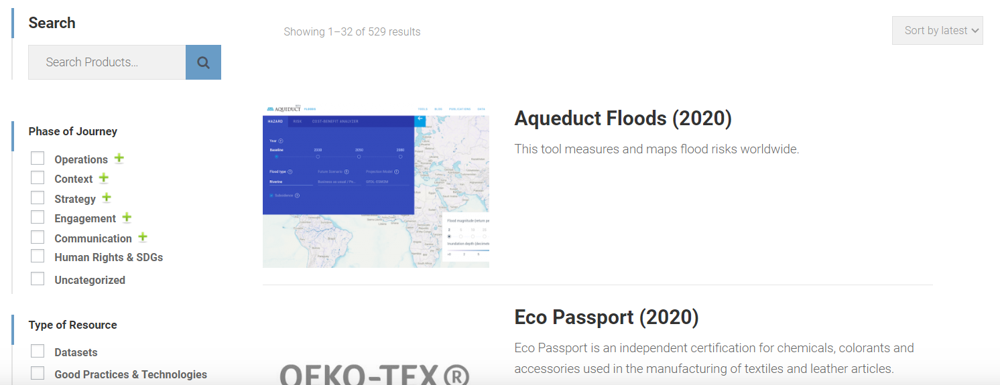 Search
Showing 1–32 of 529 results
Sort by latest
Search Products...
Phase of Journey
Operations
Context
Strategy
Engagement
Communication
Human Rights & SDGs
Uncategorized
Type of Resource
Datasets
Good Practices & Technologies
AQUEDUCT FLOODS
TOOLS BLOG PUBLICATIONS DATA
HAZARD RISK COST-BENEFIT ANALYZER
Year
Baseline 2030 2050 2080
Flood type Future Scenario Projection Model
Riverine Business as usual / Pe...
Subsidence
Brazil
Paraguay
Flood magnitude (return pe
2 5 10 25
Inundation depth (decimete
Aqueduct Floods (2020)
This tool measures and maps flood risks worldwide.
OEKO-TEX®
Eco Passport (2020)
Eco Passport is an independent certification for chemicals, colorants and
accessories used in the manufacturing of textiles and leather articles.